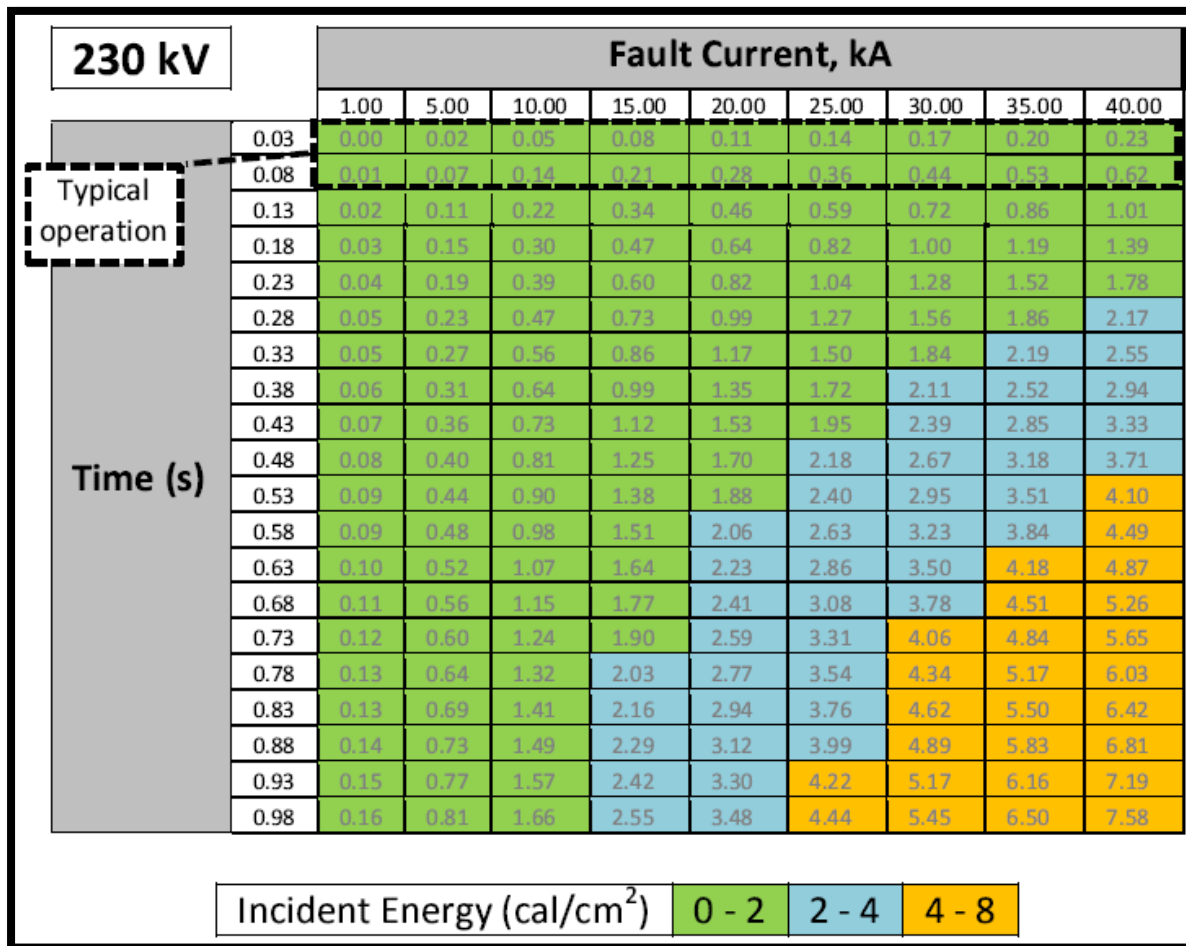 230 kV
Fault Current, kA
1.00 5.00 10.00 15.00 20.00 25.00 30.00 35.00 40.00
Typical
operation
Time (s)
0.03 0.00 0.02 0.05 0.08 0.11 0.14 0.17 0.20 0.23
0.08 0.01 0.07 0.14 0.21 0.28 0.36 0.44 0.53 0.62
0.13 0.02 0.11 0.22 0.34 0.46 0.59 0.72 0.86 1.01
0.18 0.03 0.15 0.30 0.47 0.64 0.82 1.00 1.19 1.39
0.23 0.04 0.19 0.39 0.60 0.82 1.04 1.28 1.52 1.78
0.28 0.05 0.23 0.47 0.73 0.99 1.27 1.56 1.86 2.17
0.33 0.05 0.27 0.56 0.86 1.17 1.50 1.84 2.19 2.55
0.38 0.06 0.31 0.64 0.99 1.35 1.72 2.11 2.52 2.94
0.43 0.07 0.36 0.73 1.12 1.53 1.95 2.39 2.85 3.33
0.48 0.08 0.40 0.81 1.25 1.70 2.18 2.67 3.18 3.71
0.53 0.09 0.44 0.90 1.38 1.88 2.40 2.95 3.51 4.10
0.58 0.09 0.48 0.98 1.51 2.06 2.63 3.23 3.84 4.49
0.63 0.10 0.52 1.07 1.64 2.23 2.86 3.50 4.18 4.87
0.68 0.11 0.56 1.15 1.77 2.41 3.08 3.78 4.51 5.26
0.73 0.12 0.60 1.24 1.90 2.59 3.31 4.06 4.84 5.65
0.78 0.13 0.64 1.32 2.03 2.77 3.54 4.34 5.17 6.03
0.83 0.13 0.69 1.41 2.16 2.94 3.76 4.62 5.50 6.42
0.88 0.14 0.73 1.49 2.29 3.12 3.99 4.89 5.83 6.81
0.93 0.15 0.77 1.57 2.42 3.30 4.22 5.17 6.16 7.19
0.98 0.16 0.81 1.66 2.55 3.48 4.44 5.45 6.50 7.58
Incident Energy (cal/cm²) 0 - 2 2 - 4 4 - 8